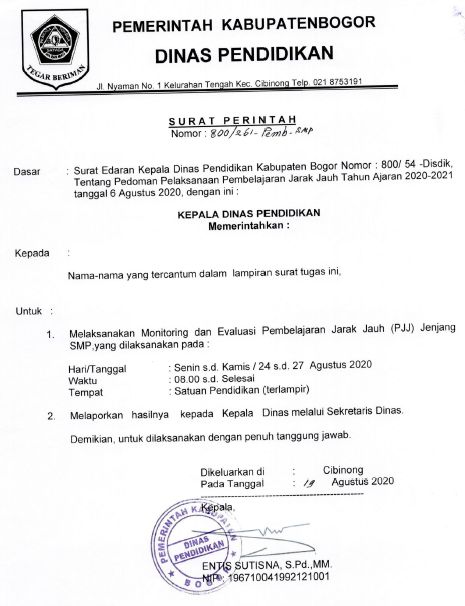 TEGAR BERIMAN
PEMERINTAH KABUPATENBOGOR
DINAS PENDIDIKAN
Jl. Nyaman No. 1 Kelurahan Tengah Kec. Cibinong Telp. 021 8753191
SURAT PERINTAH
Nomor : 800/261-Pemb-SMP
Dasar : Surat Edaran Kepala Dinas Pendidikan Kabupaten Bogor Nomor : 800/ 54 -Disdik,
Tentang Pedoman Pelaksanaan Pembelajaran Jarak Jauh Tahun Ajaran 2020-2021
tanggal 6 Agustus 2020, dengan ini :
KEPALA DINAS PENDIDIKAN
Memerintahkan :
Kepada :
Nama-nama yang tercantum dalam lampiran surat tugas ini,
Untuk :
1. Melaksanakan Monitoring dan Evaluasi Pembelajaran Jarak Jauh (PJJ) Jenjang
SMP,yang dilaksanakan pada :
Hari/Tanggal : Senin s.d. Kamis / 24 s.d. 27 Agustus 2020
Waktu : 08.00 s.d. Selesai
Tempat : Satuan Pendidikan (terlampir)
2. Melaporkan hasilnya kepada Kepala Dinas melalui Sekretaris Dinas.
Demikian, untuk dilaksanakan dengan penuh tanggung jawab.
Dikeluarkan di : Cibinong
Pada Tanggal : 19 Agustus 2020
Kepala,
PEMERINTAH KABUPATEN
DINAS
PENDIDIKAN
BOGOR
ENTIS SUTISNA, S.Pd.,MM.
NIP : 196710041992121001